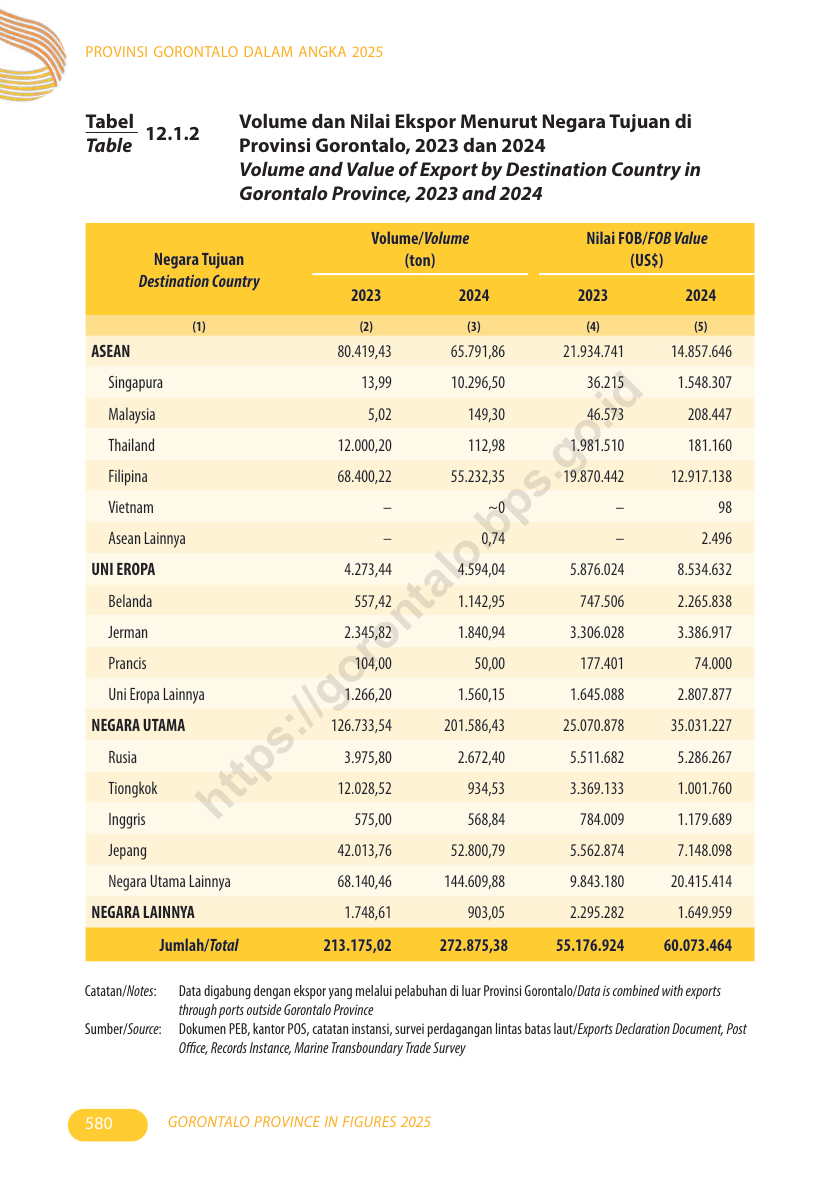 PROVINSI GORONTALO DALAM ANGKA 2025
Tabel
Table
12.1.2
Volume dan Nilai Ekspor Menurut Negara Tujuan di
Provinsi Gorontalo, 2023 dan 2024
Volume and Value of Export by Destination Country in
Gorontalo Province, 2023 and 2024
Negara Tujuan
Destination Country
Volume/Volume
(ton)
Nilai FOB/FOB Value
(US$)
2023 2024 2023 2024
(1) (2) (3) (4) (5)
ASEAN 80.419,43 65.791,86 21.934.741 14.857.646
Singapura 13,99 10.296,50 36.215 1.548.307
Malaysia 5,02 149,30 46.573 208.447
Thailand 12.000,20 112,98 1.981.510 181.160
Filipina 68.400,22 55.232,35 19.870.442 12.917.138
Vietnam – ~0 – 98
Asean Lainnya – 0,74 – 2.496
UNI EROPA 4.273,44 4.594,04 5.876.024 8.534.632
Belanda 557,42 1.142,95 747.506 2.265.838
Jerman 2.345,82 1.840,94 3.306.028 3.386.917
Prancis 104,00 50,00 177.401 74.000
Uni Eropa Lainnya 1.266,20 1.560,15 1.645.088 2.807.877
NEGARA UTAMA 126.733,54 201.586,43 25.070.878 35.031.227
Rusia 3.975,80 2.672,40 5.511.682 5.286.267
Tiongkok 12.028,52 934,53 3.369.133 1.001.760
Inggris 575,00 568,84 784.009 1.179.689
Jepang 42.013,76 52.800,79 5.562.874 7.148.098
Negara Utama Lainnya 68.140,46 144.609,88 9.843.180 20.415.414
NEGARA LAINNYA 1.748,61 903,05 2.295.282 1.649.959
Jumlah/Total 213.175,02 272.875,38 55.176.924 60.073.464
https://gorontalo.bps.go.id
Catatan/Notes: Data digabung dengan ekspor yang melalui pelabuhan di luar Provinsi Gorontalo/Data is combined with exports
through ports outside Gorontalo Province
Sumber/Source: Dokumen PEB, kantor POS, catatan instansi, survei perdagangan lintas batas laut/Exports Declaration Document, Post
Office, Records Instance, Marine Transboundary Trade Survey
580 GORONTALO PROVINCE IN FIGURES 2025